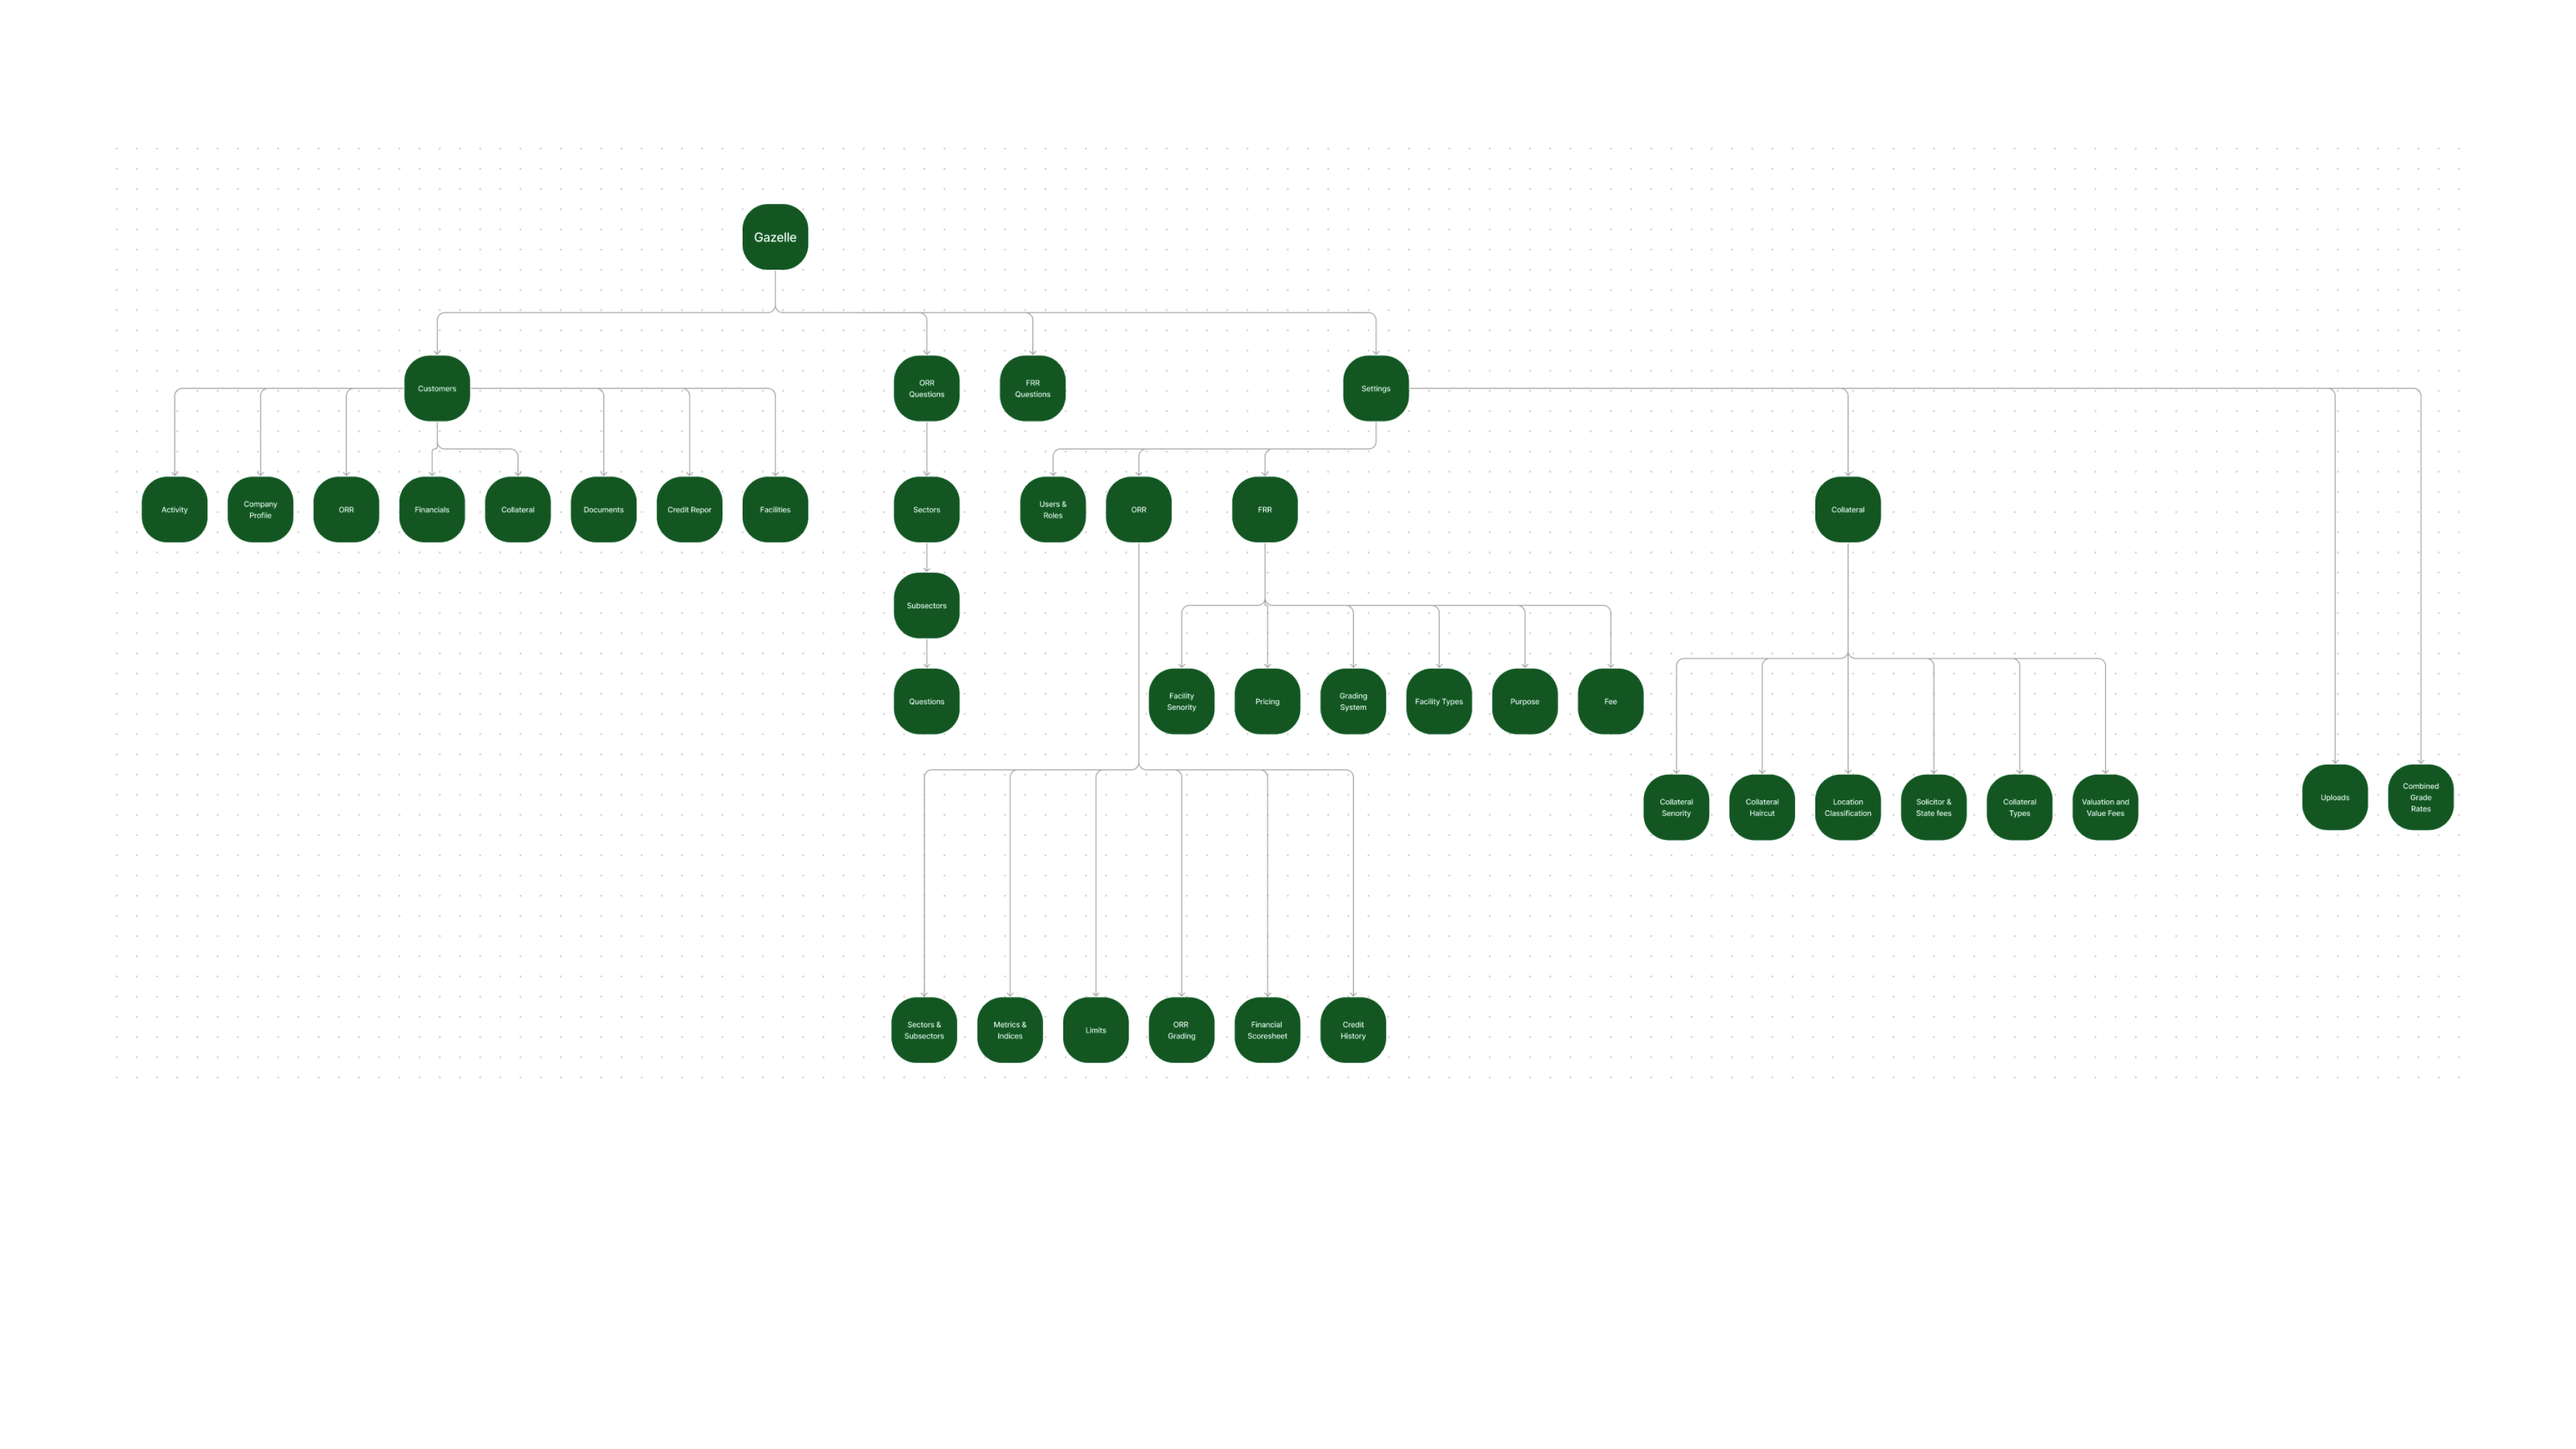 Gazelle
Customers
ORR
Questions
FRR
Questions
Settings
Activity
Company
Profile
ORR
Financials
Collateral
Documents
Credit Repor
Facilities
Sectors
Users &
Roles
ORR
FRR
Collateral
Subsectors
Questions
Facility
Senority
Pricing
Grading
System
Facility Types
Purpose
Fee
Collateral
Senority
Collateral
Haircut
Location
Classification
Solicitor &
State fees
Collateral
Types
Valuation and
Value Fees
Uploads
Combined
Grade
Rates
Sectors &
Subsectors
Metrics &
Indices
Limits
ORR
Grading
Financial
Scoresheet
Credit
History